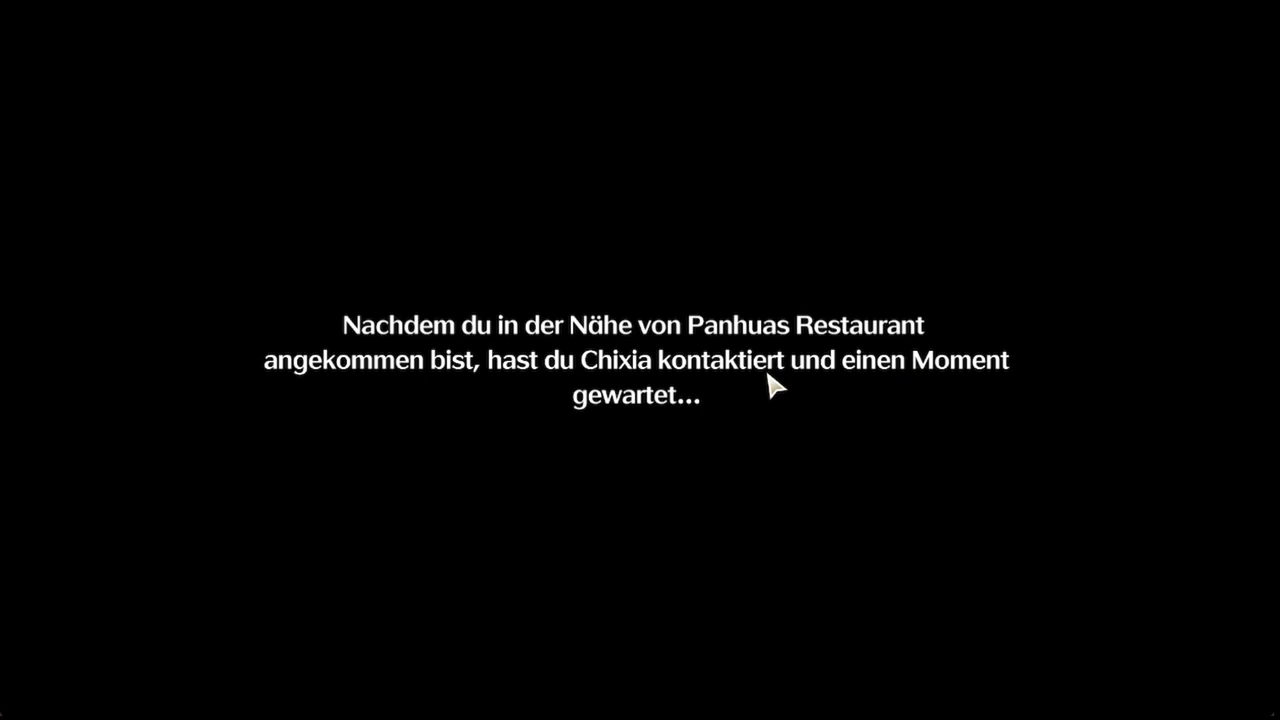 Nachdem du in der Nähe von Panhuas Restaurant
angekommen bist, hast du Chixia kontaktiert und einen Moment
gewartet...